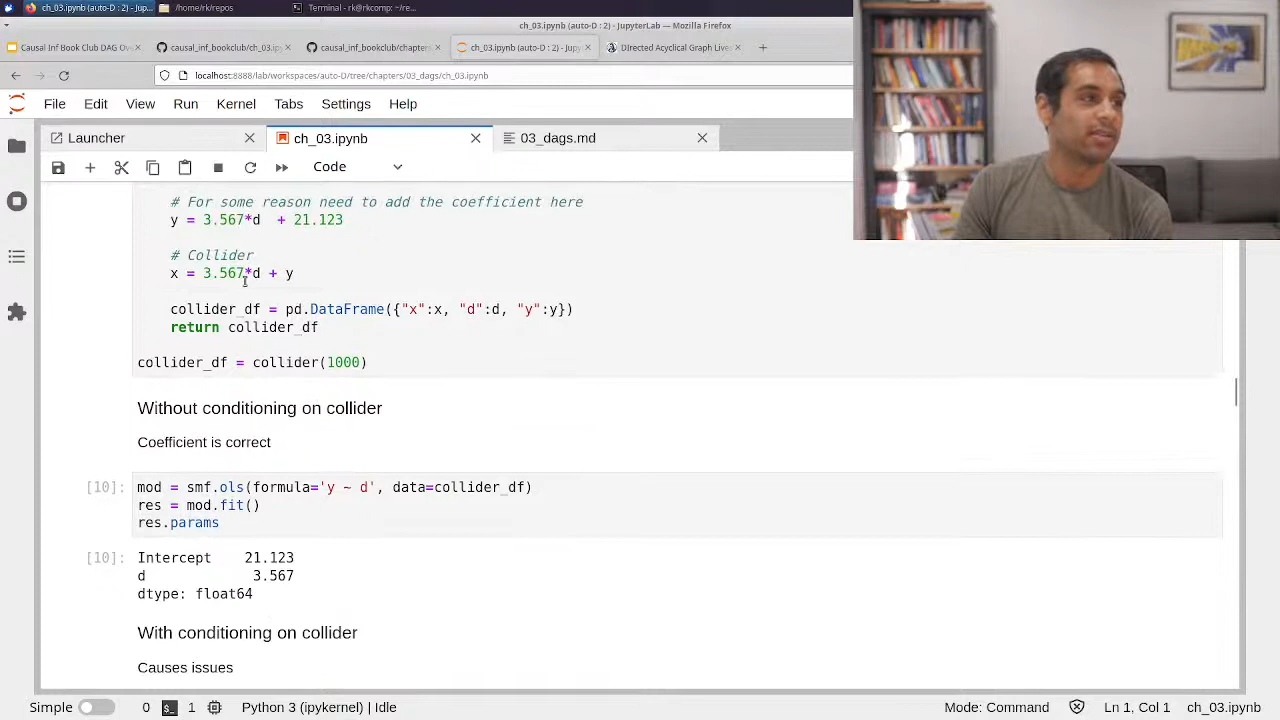 ch_03.ipynb (auto-D : 2) - Jup
/home/rk/repos
Terminal - rk@rkcomp: ~/re...
ch_03.ipynb (auto-D : 2) - JupyterLab — Mozilla Firefox
Causal Inf Book Club DAG Ov
causal_inf_bookclub/ch_03.ip
causal_inf_bookclub/chapter
ch_03.ipynb (auto-D : 2) - Jupy
Directed Acyclical Graph Lives
localhost:8888/lab/workspaces/auto-D/tree/chapters/03_dags/ch_03.ipynb
File Edit View Run Kernel Tabs Settings Help
Launcher
ch_03.ipynb
03_dags.md
Code
# For some reason need to add the coefficient here
y = 3.567*d  + 21.123
# Collider
x = 3.567*d + y
collider_df = pd.DataFrame({"x":x, "d":d, "y":y})
return collider_df
collider_df = collider(1000)
Without conditioning on collider
Coefficient is correct
[10]: mod = smf.ols(formula='y ~ d', data=collider_df)
res = mod.fit()
res.params
[10]: Intercept 21.123
d 3.567
dtype: float64
With conditioning on collider
Causes issues
Simple 0 1 Python 3 (ipykernel) | Idle Mode: Command Ln 1, Col 1 ch_03.ipynb